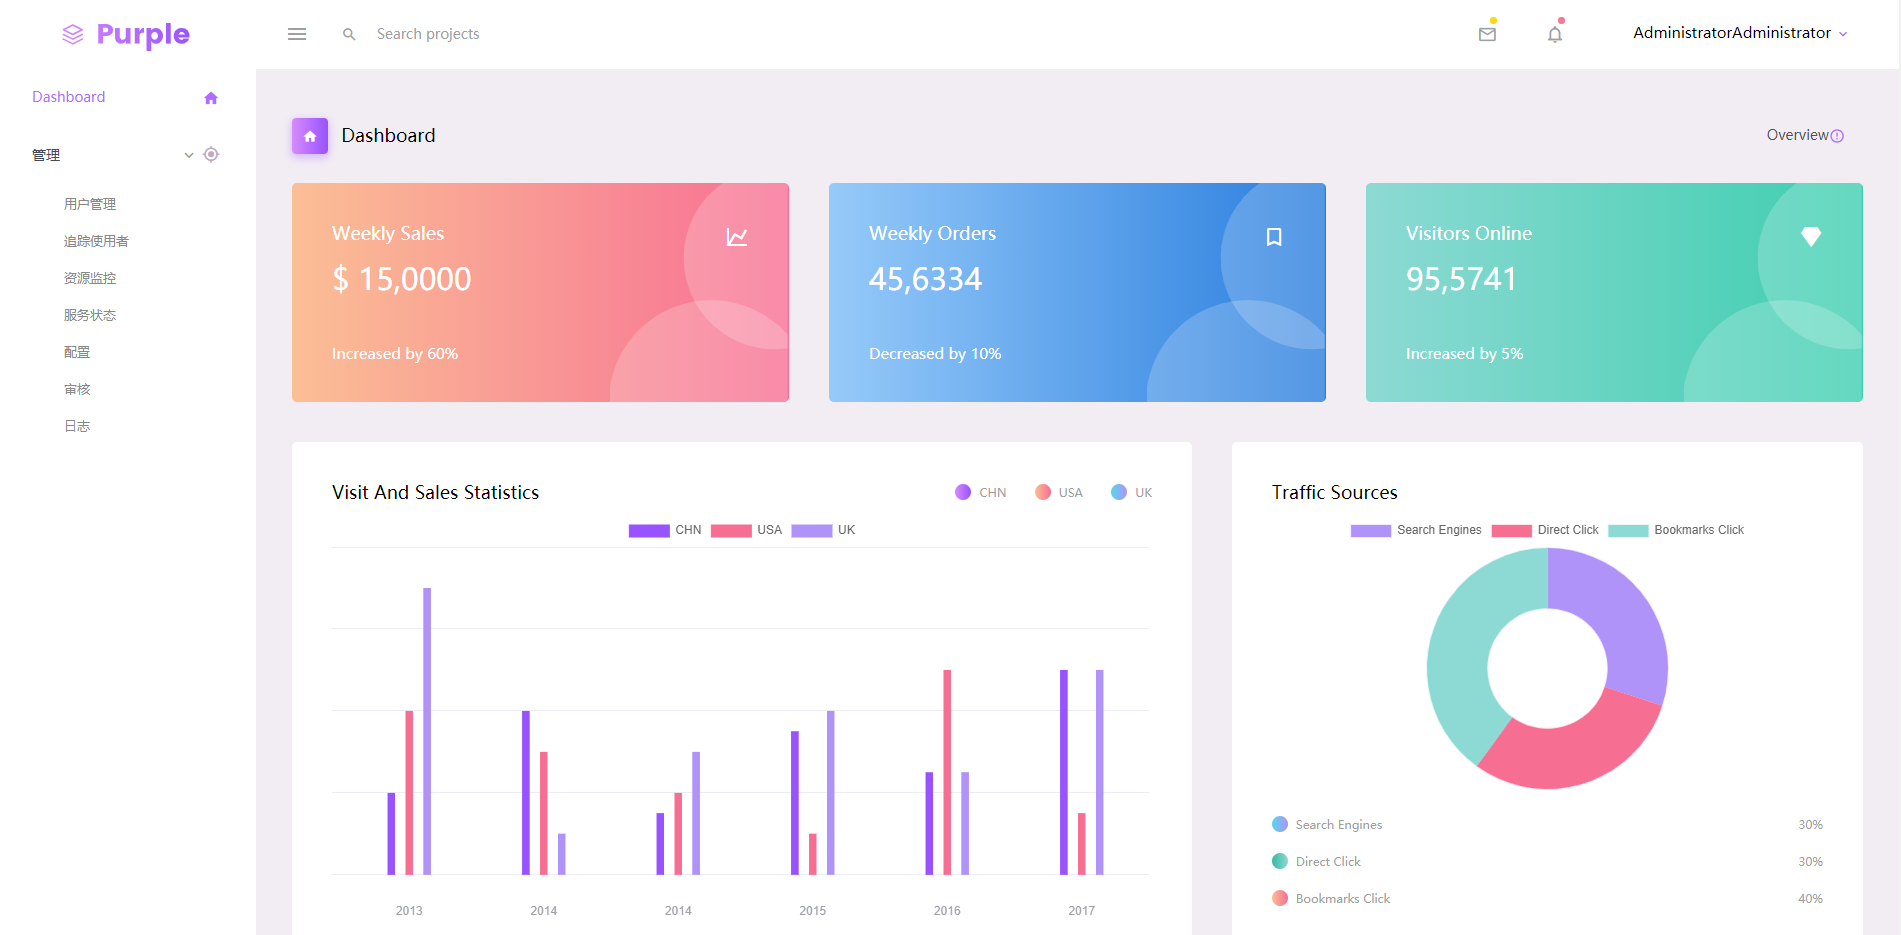 Purple
Search projects
AdministratorAdministrator
Dashboard
管理
用户管理
追踪使用者
资源监控
服务状态
配置
审核
日志
Dashboard
Overview
Weekly Sales
$ 15,0000
Increased by 60%
Weekly Orders
45,6334
Decreased by 10%
Visitors Online
95,5741
Increased by 5%
Visit And Sales Statistics
CHN USA UK
CHN USA UK
2013 2014 2014 2015 2016 2017
Traffic Sources
Search Engines Direct Click Bookmarks Click
Search Engines 30%
Direct Click 30%
Bookmarks Click 40%